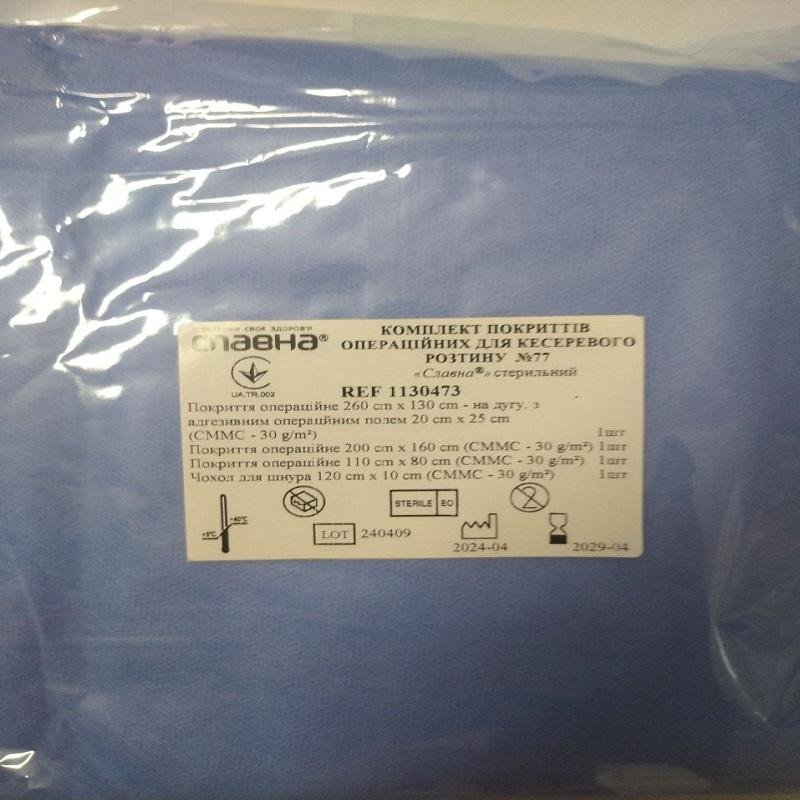 СВОЄ ЗДОРОВ'Я
славна®
UA.TR.002
КОМПЛЕКТ ПОКРИТТІВ
ОПЕРАЦІЙНИХ ДЛЯ КЕСЕРЕВОГО
РОЗТИНУ №77
«Славна®» стерильний
REF 1130473
Покриття операційне 260 cm x 130 cm - на дугу, з
адгезивним операційним полем 20 cm x 25 cm
(СММС - 30 g/m²) 1шт
Покриття операційне 200 cm x 160 cm (СММС - 30 g/m²) 1шт
Покриття операційне 110 cm x 80 cm (СММС - 30 g/m²) 1шт
Чохол для шнура 120 cm x 10 cm (СММС - 30 g/m²) 1шт
+5°C
+40°C
STERILE EO
2
LOT 240409
2024-04
2029-04